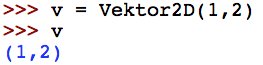 >>> v = Vektor2D(1,2)
>>> v
(1,2)